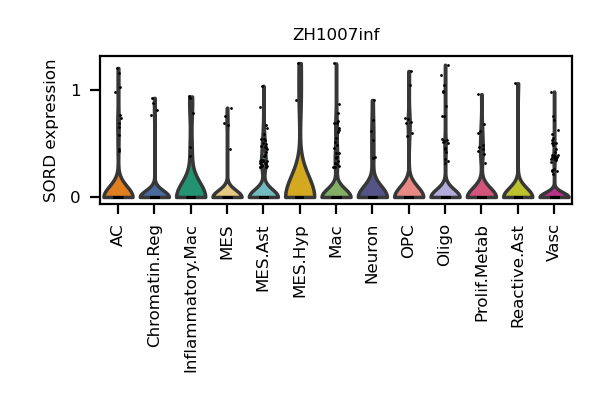 ZH1007inf
SORD expression
1
0
AC
Chromatin.Reg
Inflammatory.Mac
MES
MES.Ast
MES.Hyp
Mac
Neuron
OPC
Oligo
Prolif.Metab
Reactive.Ast
Vasc